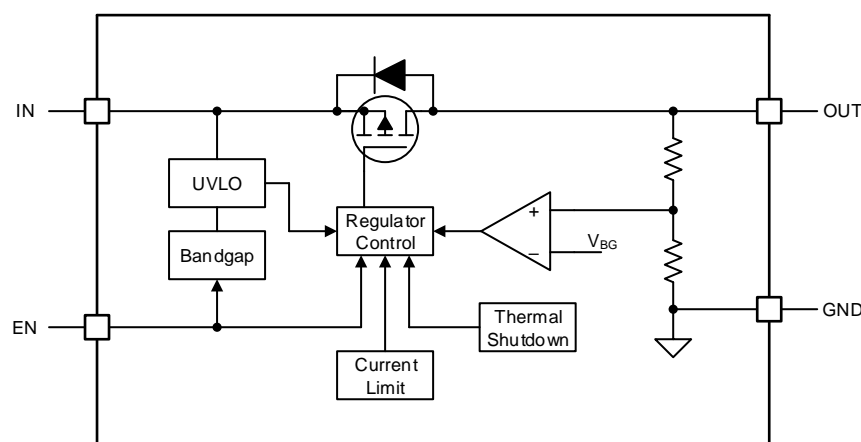 IN
OUT
UVLO
Regulator
Control
+
−
V_BG
Bandgap
EN
GND
Thermal
Shutdown
Current
Limit